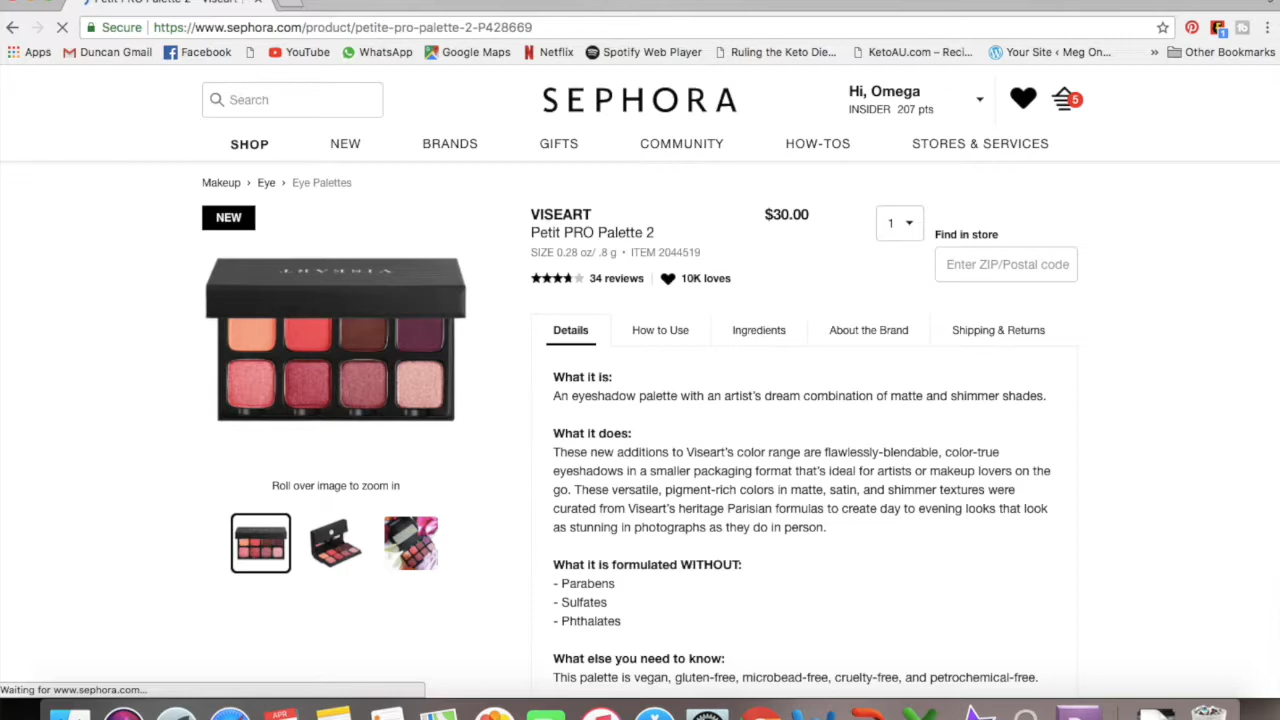 Petit PRO Palette 2 - Viseart
Secure https://www.sephora.com/product/petite-pro-palette-2-P428669
Apps Duncan Gmail Facebook YouTube WhatsApp Google Maps Netflix Spotify Web Player Ruling the Keto Die... KetoAU.com – Reci... Your Site ‹ Meg On... » Other Bookmarks
Search
SEPHORA
Hi, Omega
INSIDER 207 pts
5
SHOP NEW BRANDS GIFTS COMMUNITY HOW-TOS STORES & SERVICES
Makeup › Eye › Eye Palettes
NEW
VISEART
$30.00
Petit PRO Palette 2
SIZE 0.28 oz/ .8 g • ITEM 2044519
34 reviews
10K loves
1
Find in store
Enter ZIP/Postal code
Details How to Use Ingredients About the Brand Shipping & Returns
What it is:
An eyeshadow palette with an artist's dream combination of matte and shimmer shades.
What it does:
These new additions to Viseart's color range are flawlessly-blendable, color-true
eyeshadows in a smaller packaging format that's ideal for artists or makeup lovers on the
go. These versatile, pigment-rich colors in matte, satin, and shimmer textures were
curated from Viseart's heritage Parisian formulas to create day to evening looks that look
as stunning in photographs as they do in person.
What it is formulated WITHOUT:
- Parabens
- Sulfates
- Phthalates
What else you need to know:
This palette is vegan, gluten-free, microbead-free, cruelty-free, and petrochemical-free.
Roll over image to zoom in
Waiting for www.sephora.com...
APR